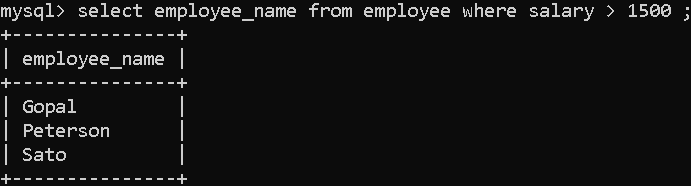 mysql> select employee_name from employee where salary > 1500 ;
+---------------+
| employee_name |
+---------------+
| Gopal         |
| Peterson      |
| Sato          |
+---------------+